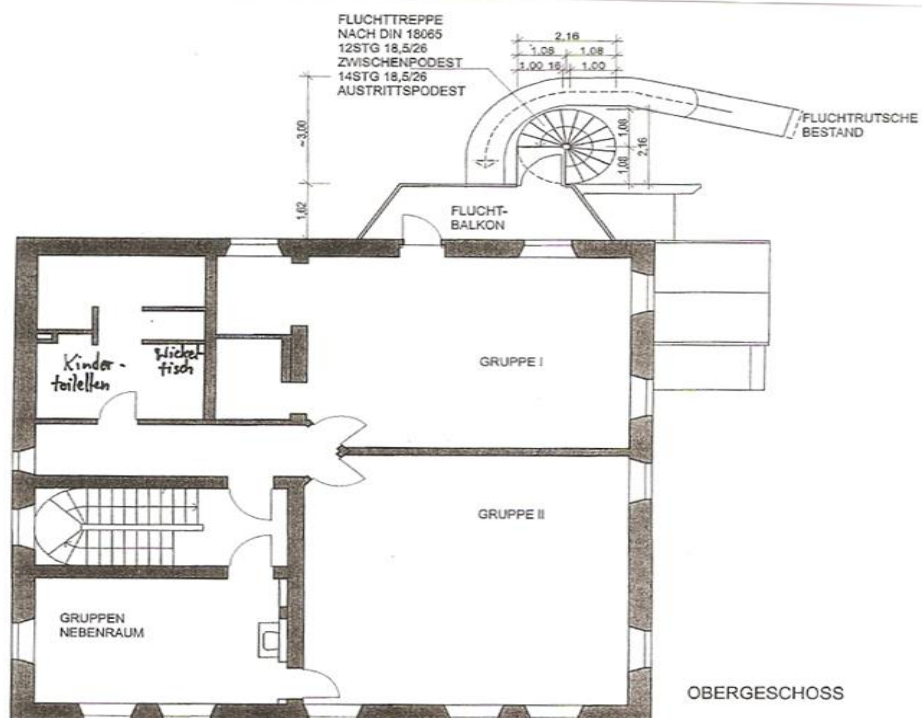 FLUCHTTREPPE
NACH DIN 18065
12STG 18,5/26
ZWISCHENPODEST
14STG 18,5/26
AUSTRITTSPODEST
2,16
1,08 1,08
1.00 16 1.00
~3,00
1,62
1,08
1,08
2,16
FLUCHTRUTSCHE
BESTAND
FLUCHT-
BALKON
Kinder-
toiletten
Wickel-
tisch
GRUPPE I
GRUPPE II
GRUPPEN
NEBENRAUM
OBERGESCHOSS